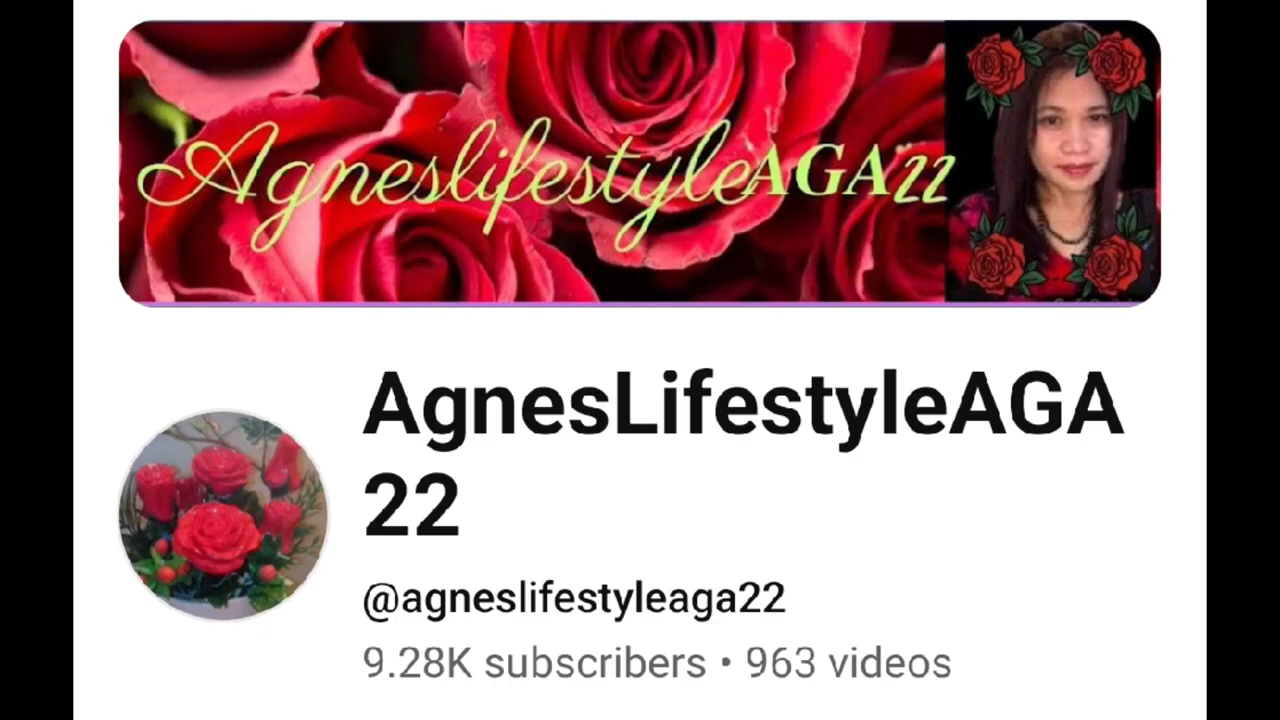 AgneslifestyleAGA22
AgnesLifestyleAGA
22
@agneslifestyleaga22
9.28K subscribers • 963 videos